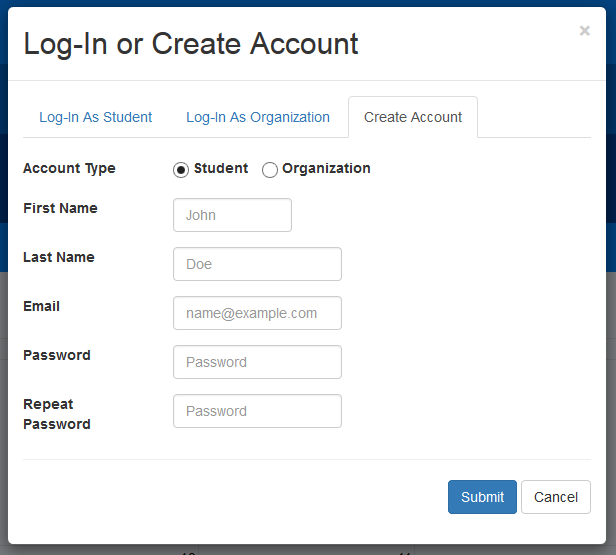 Log-In or Create Account
×
Log-In As Student Log-In As Organization Create Account
Account Type Student Organization
First Name John
Last Name Doe
Email name@example.com
Password Password
Repeat
Password
Password
Submit Cancel